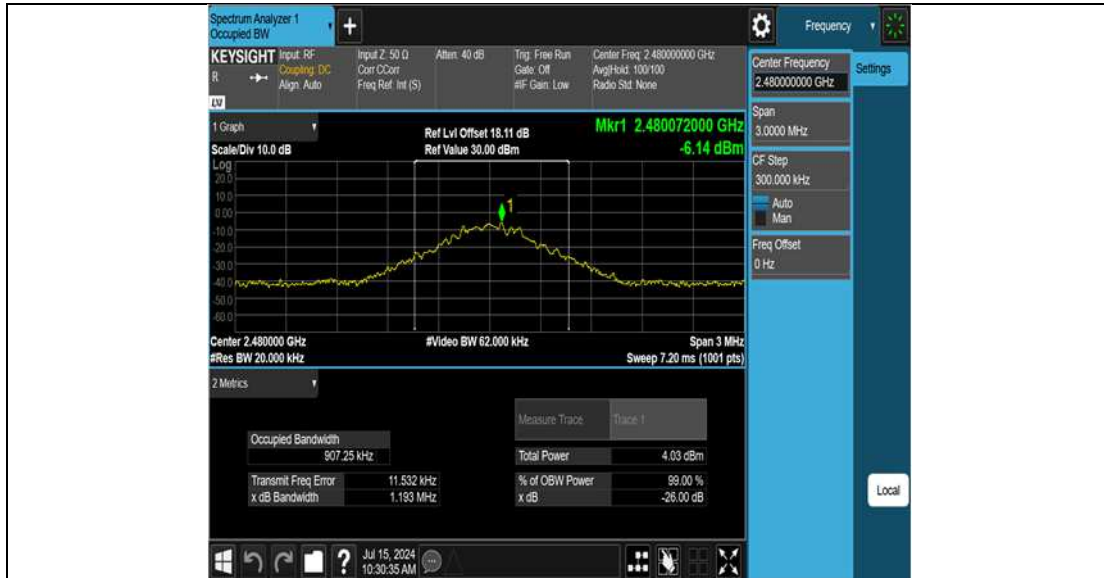 Spectrum Analyzer 1
Occupied BW
+
Frequency
KEYSIGHT Input: RF Input Z: 50 Ω Atten: 40 dB Trig: Free Run Center Freq: 2.480000000 GHz
R Coupling: DC Corr CCorr Gate: Off Avg|Hold: 100/100
Align: Auto Freq Ref: Int (S) #IF Gain: Low Radio Std: None
LXI
Center Frequency
2.480000000 GHz
Settings
Span
3.0000 MHz
CF Step
300.000 kHz
Auto
Man
Freq Offset
0 Hz
Local
1 Graph
Ref Lvl Offset 18.11 dB
Mkr1 2.480072000 GHz
Scale/Div 10.0 dB
Ref Value 30.00 dBm
-6.14 dBm
Log
20.0
10.0
0.00
-10.0
-20.0
-30.0
-40.0
-50.0
-60.0
1
Center 2.480000 GHz #Video BW 62.000 kHz Span 3 MHz
#Res BW 20.000 kHz Sweep 7.20 ms (1001 pts)
2 Metrics
Measure Trace Trace 1
Occupied Bandwidth
907.25 kHz
Total Power 4.03 dBm
Transmit Freq Error 11.532 kHz % of OBW Power 99.00 %
x dB Bandwidth 1.193 MHz x dB -26.00 dB
?
Jul 15, 2024
10:30:35 AM